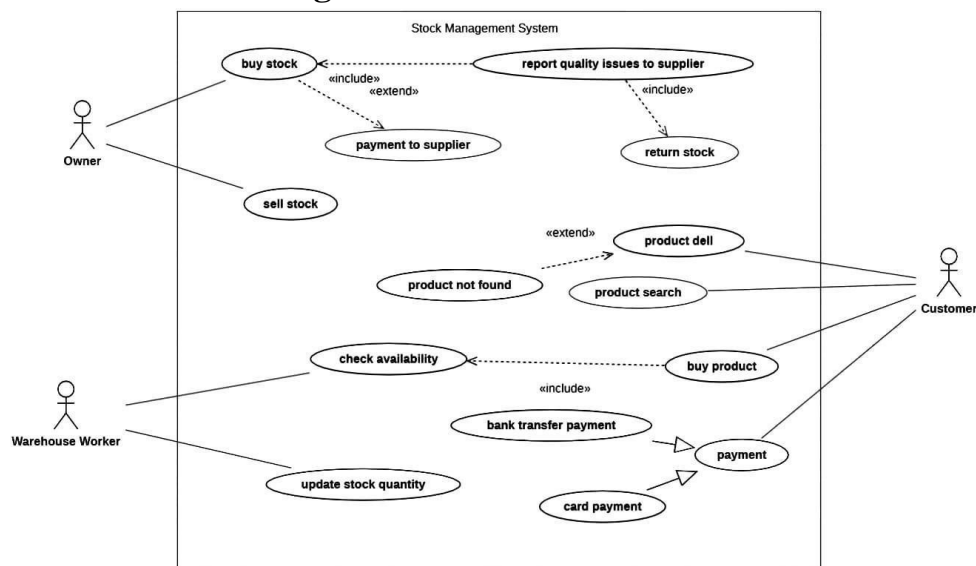 Stock Management System
buy stock
report quality issues to supplier
«include»
«extend»
«include»
payment to supplier
return stock
Owner
sell stock
«extend»
product dell
product not found
product search
Customer
check availability
buy product
«include»
bank transfer payment
Warehouse Worker
payment
update stock quantity
card payment